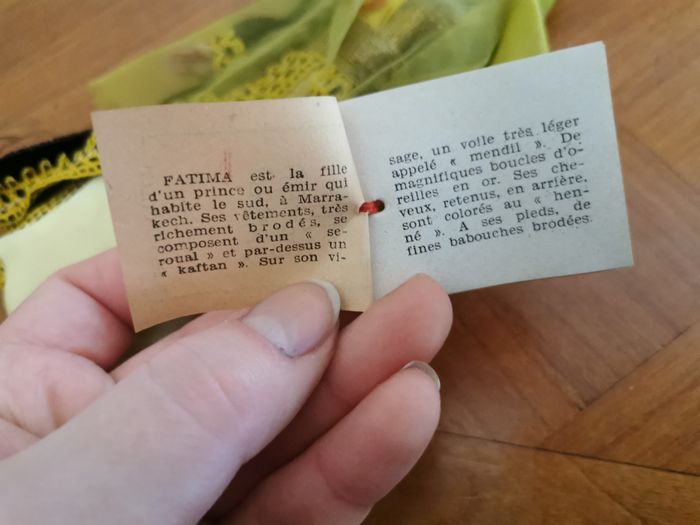 FATIMA est la fille
d'un prince ou émir qui
habite le sud, à Marra-
kech. Ses vêtements, très
richement brodés, se
composent d'un « se-
roual » et par-dessus un
« kaftan ». Sur son vi-
sage, un voile très léger
appelé « mendil ». De
magnifiques boucles d'o-
reilles en or. Ses che-
veux, retenus, en arrière,
sont colorés au « hen-
né ». A ses pieds, de
fines babouches brodées.